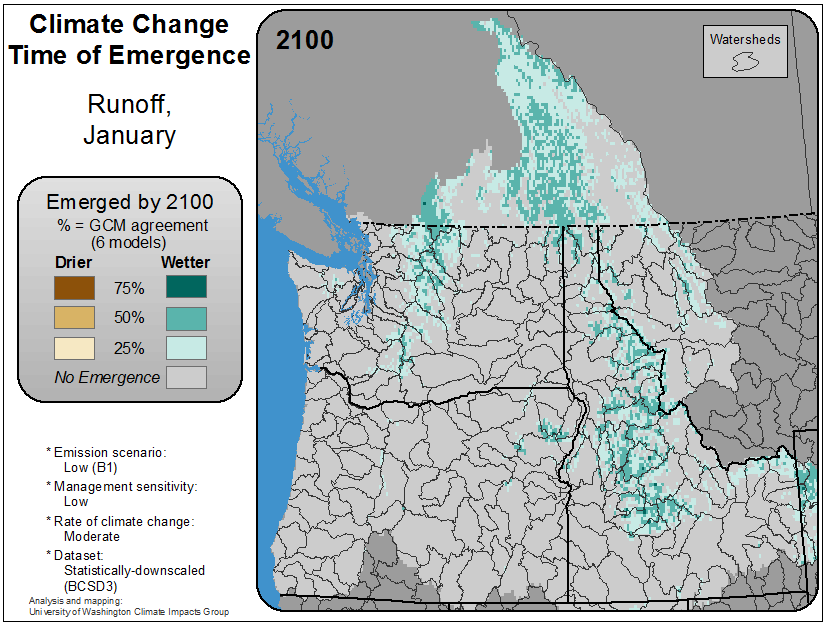 Climate Change
Time of Emergence
Runoff,
January
Emerged by 2100
% = GCM agreement
(6 models)
Drier Wetter
75%
50%
25%
No Emergence
* Emission scenario:
Low (B1)
* Management sensitivity:
Low
* Rate of climate change:
Moderate
* Dataset:
Statistically-downscaled
(BCSD3)
Analysis and mapping:
University of Washington Climate Impacts Group
2100
Watersheds